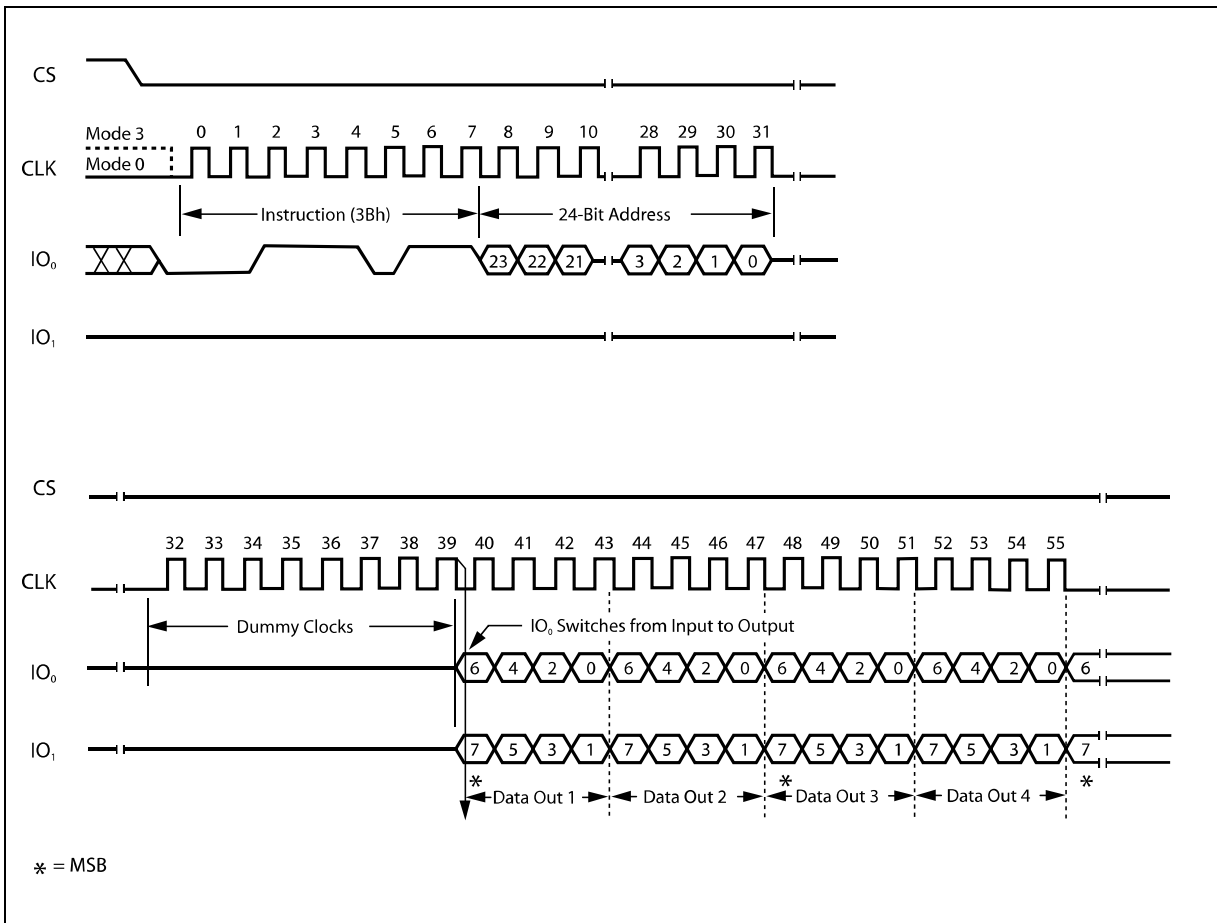 CS
Mode 3
0 1 2 3 4 5 6 7 8 9 10 28 29 30 31
CLK
Mode 0
Instruction (3Bh) 24-Bit Address
IO₀ 23 22 21 3 2 1 0
IO₁
CS
32 33 34 35 36 37 38 39 40 41 42 43 44 45 46 47 48 49 50 51 52 53 54 55
CLK
Dummy Clocks IO₀ Switches from Input to Output
IO₀ 6 4 2 0 6 4 2 0 6 4 2 0 6 4 2 0 6
IO₁ 7 5 3 1 7 5 3 1 7 5 3 1 7 5 3 1 7
* * *
Data Out 1 Data Out 2 Data Out 3 Data Out 4
* = MSB